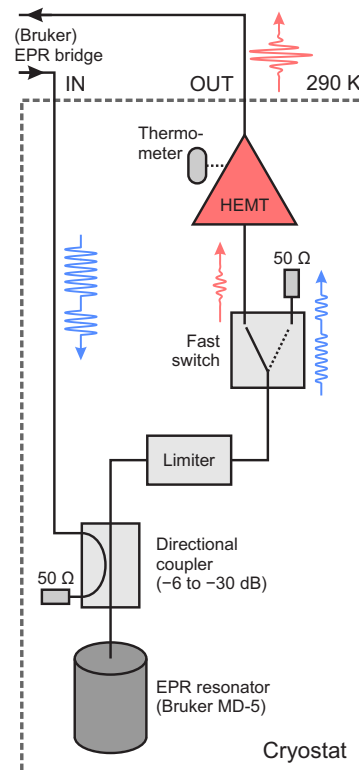 (Bruker)
EPR bridge
IN
OUT
290 K
Thermo-
meter
HEMT
50 Ω
Fast
switch
Limiter
Directional
coupler
(−6 to −30 dB)
50 Ω
EPR resonator
(Bruker MD-5)
Cryostat